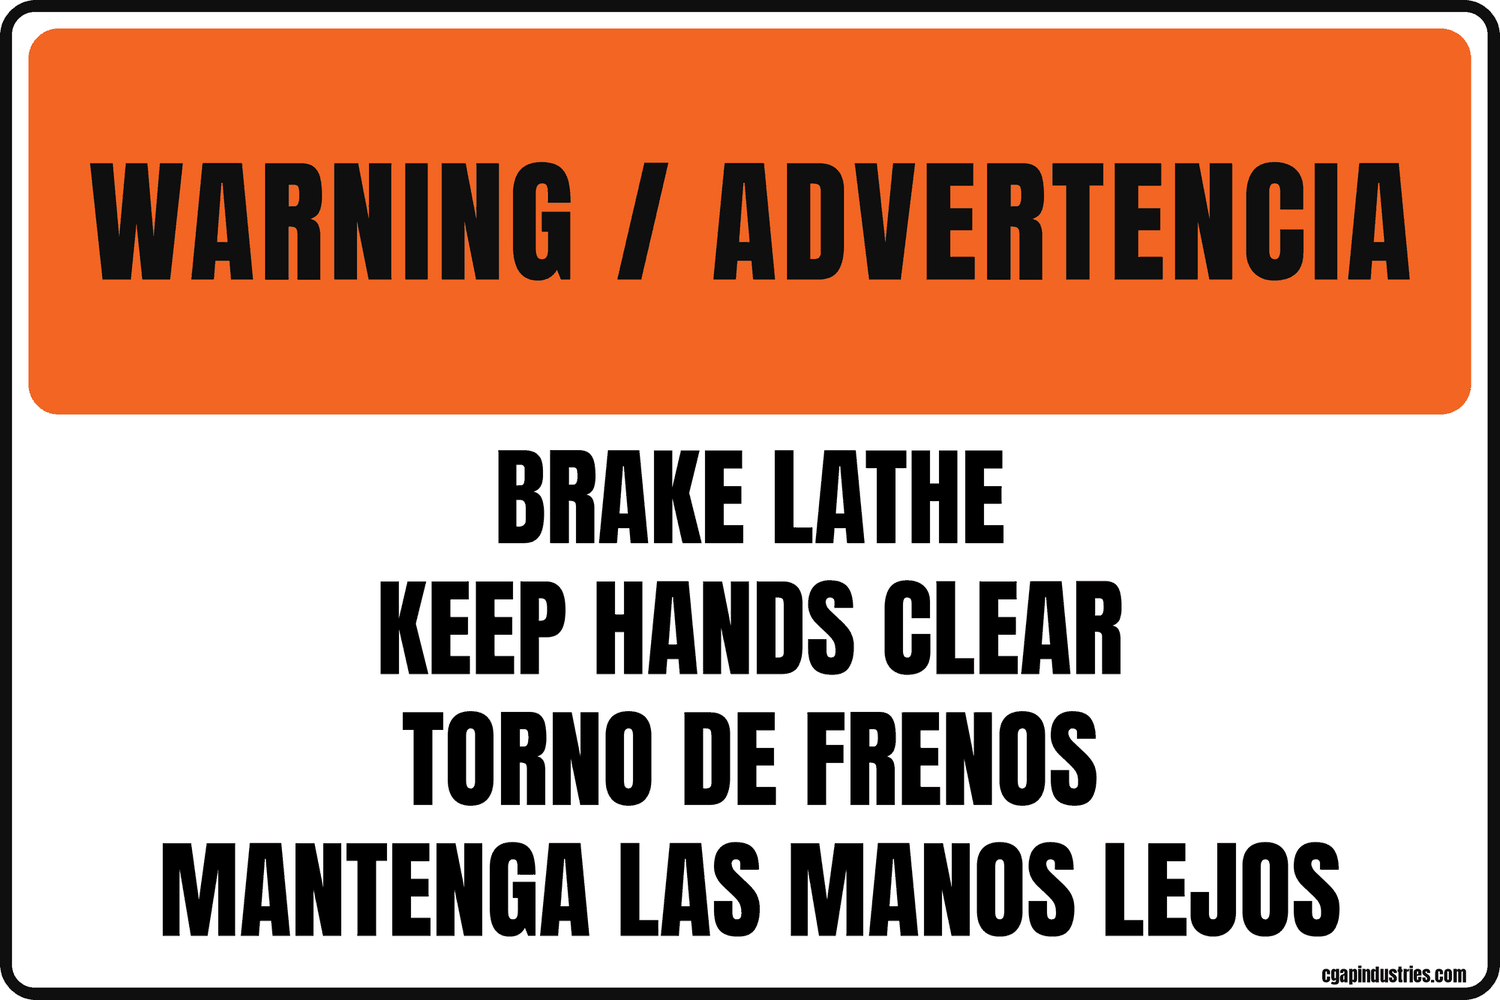 WARNING / ADVERTENCIA
BRAKE LATHE
KEEP HANDS CLEAR
TORNO DE FRENOS
MANTENGA LAS MANOS LEJOS
cgapindustries.com